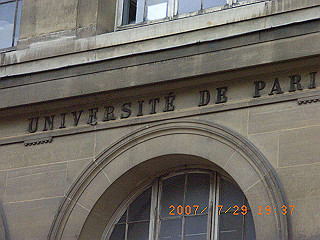 UNIVERSITÉ DE PARI
2007/ 7/29 19:37